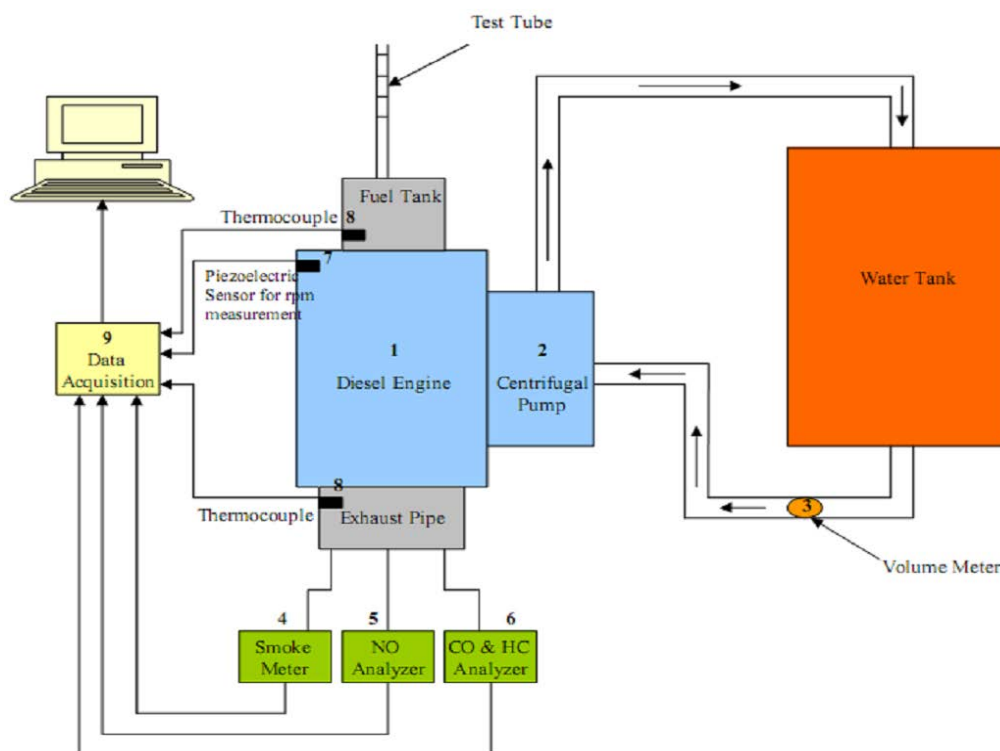 Test Tube
Fuel Tank
Thermocouple
8
7
Piezoelectric
Sensor for rpm
measurement
Water Tank
9
Data
Acquisition
1
Diesel Engine
2
Centrifugal
Pump
8
Thermocouple
Exhaust Pipe
3
Volume Meter
4
Smoke
Meter
5
NO
Analyzer
6
CO & HC
Analyzer